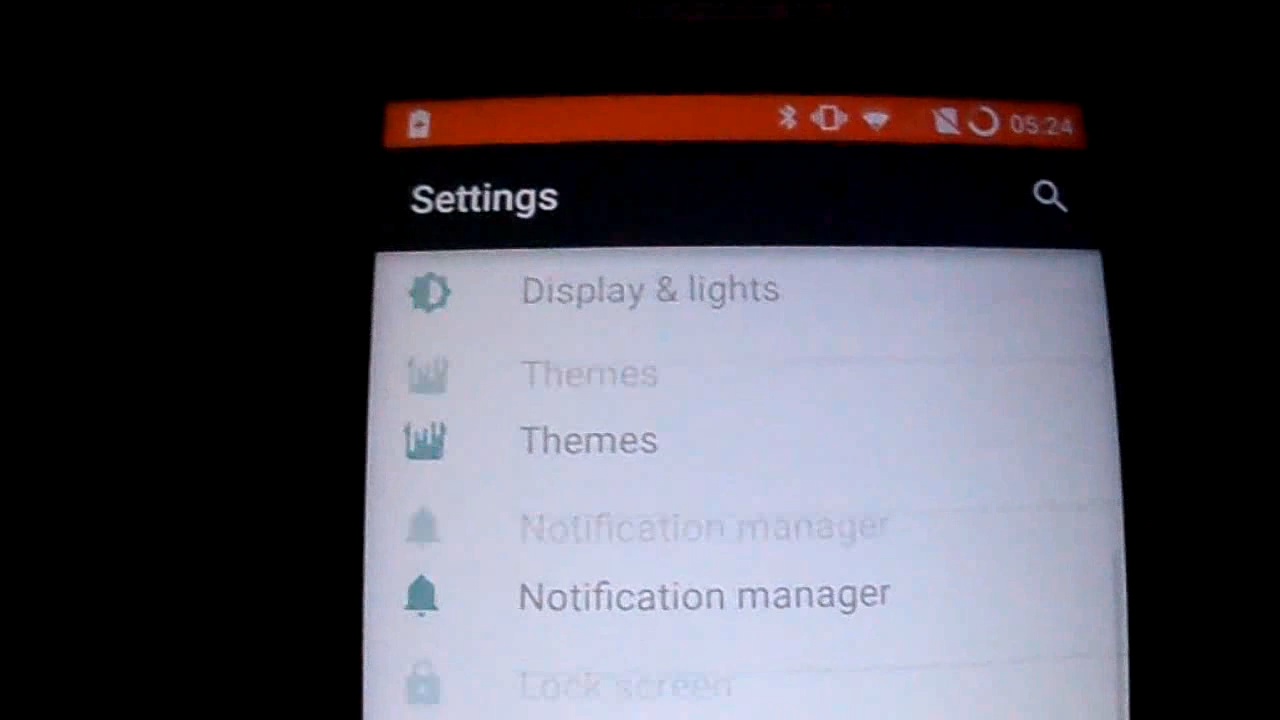 05:24
Settings
Display & lights
Themes
Themes
Notification manager
Notification manager
Lock screen